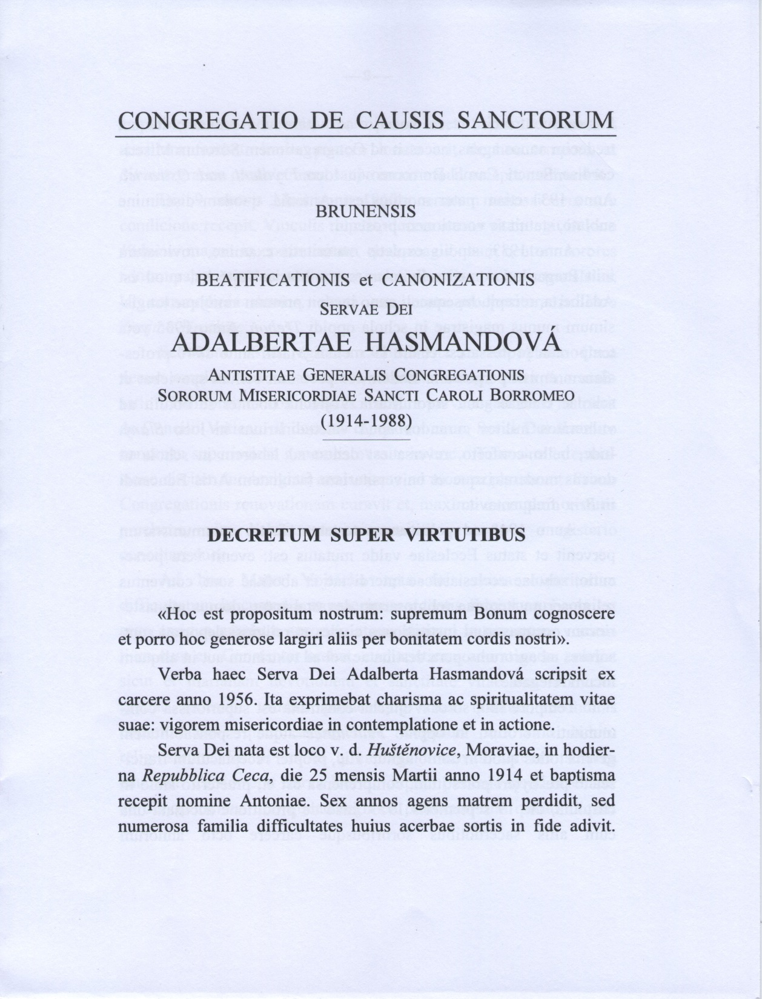 CONGREGATIO DE CAUSIS SANCTORUM
BRUNENSIS
BEATIFICATIONIS et CANONIZATIONIS
SERVAE DEI
ADALBERTAE HASMANDOVÁ
ANTISTITAE GENERALIS CONGREGATIONIS
SORORUM MISERICORDIAE SANCTI CAROLI BORROMEO
(1914-1988)
DECRETUM SUPER VIRTUTIBUS
«Hoc est propositum nostrum: supremum Bonum cognoscere
et porro hoc generose largiri aliis per bonitatem cordis nostri».
Verba haec Serva Dei Adalberta Hasmandová scripsit ex
carcere anno 1956. Ita exprimebat charisma ac spiritualitatem vitae
suae: vigorem misericordiae in contemplatione et in actione.
Serva Dei nata est loco v. d. Huštěnovice, Moraviae, in hodier-
na Repubblica Ceca, die 25 mensis Martii anno 1914 et baptisma
recepit nomine Antoniae. Sex annos agens matrem perdidit, sed
numerosa familia difficultates huius acerbae sortis in fide adivit.